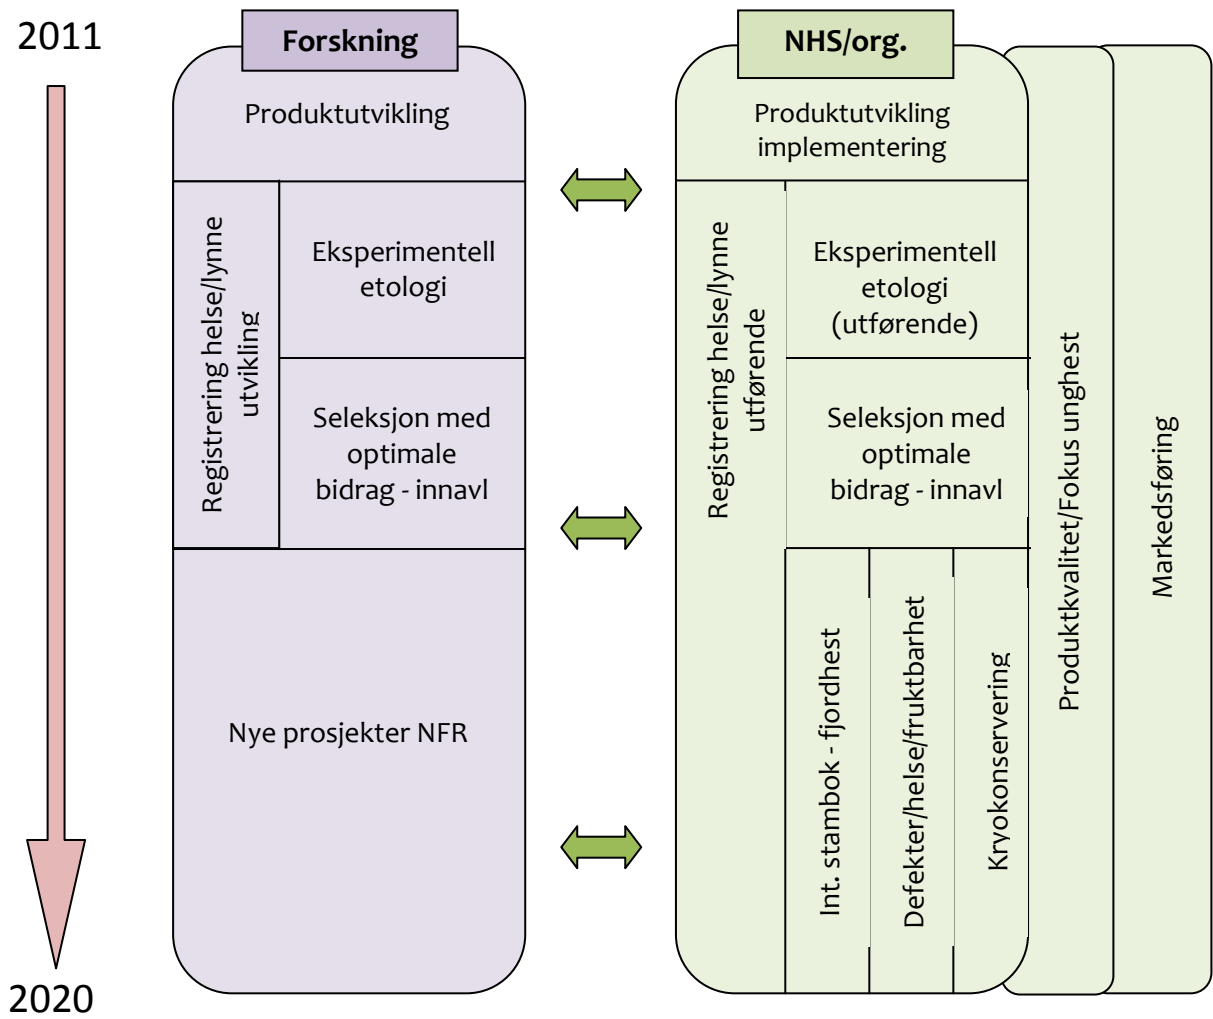 2011
Forskning
Produktutvikling
Registrering helse/lynne
utvikling
Eksperimentell
etologi
Seleksjon med
optimale
bidrag - innavl
Nye prosjekter NFR
NHS/org.
Produktutvikling
implementering
Registrering helse/lynne
utførende
Eksperimentell
etologi
(utførende)
Seleksjon med
optimale
bidrag - innavl
Int. stambok - fjordhest
Defekter/helse/fruktbarhet
Kryokonservering
Produktkvalitet/Fokus unghest
Markedsføring
2020